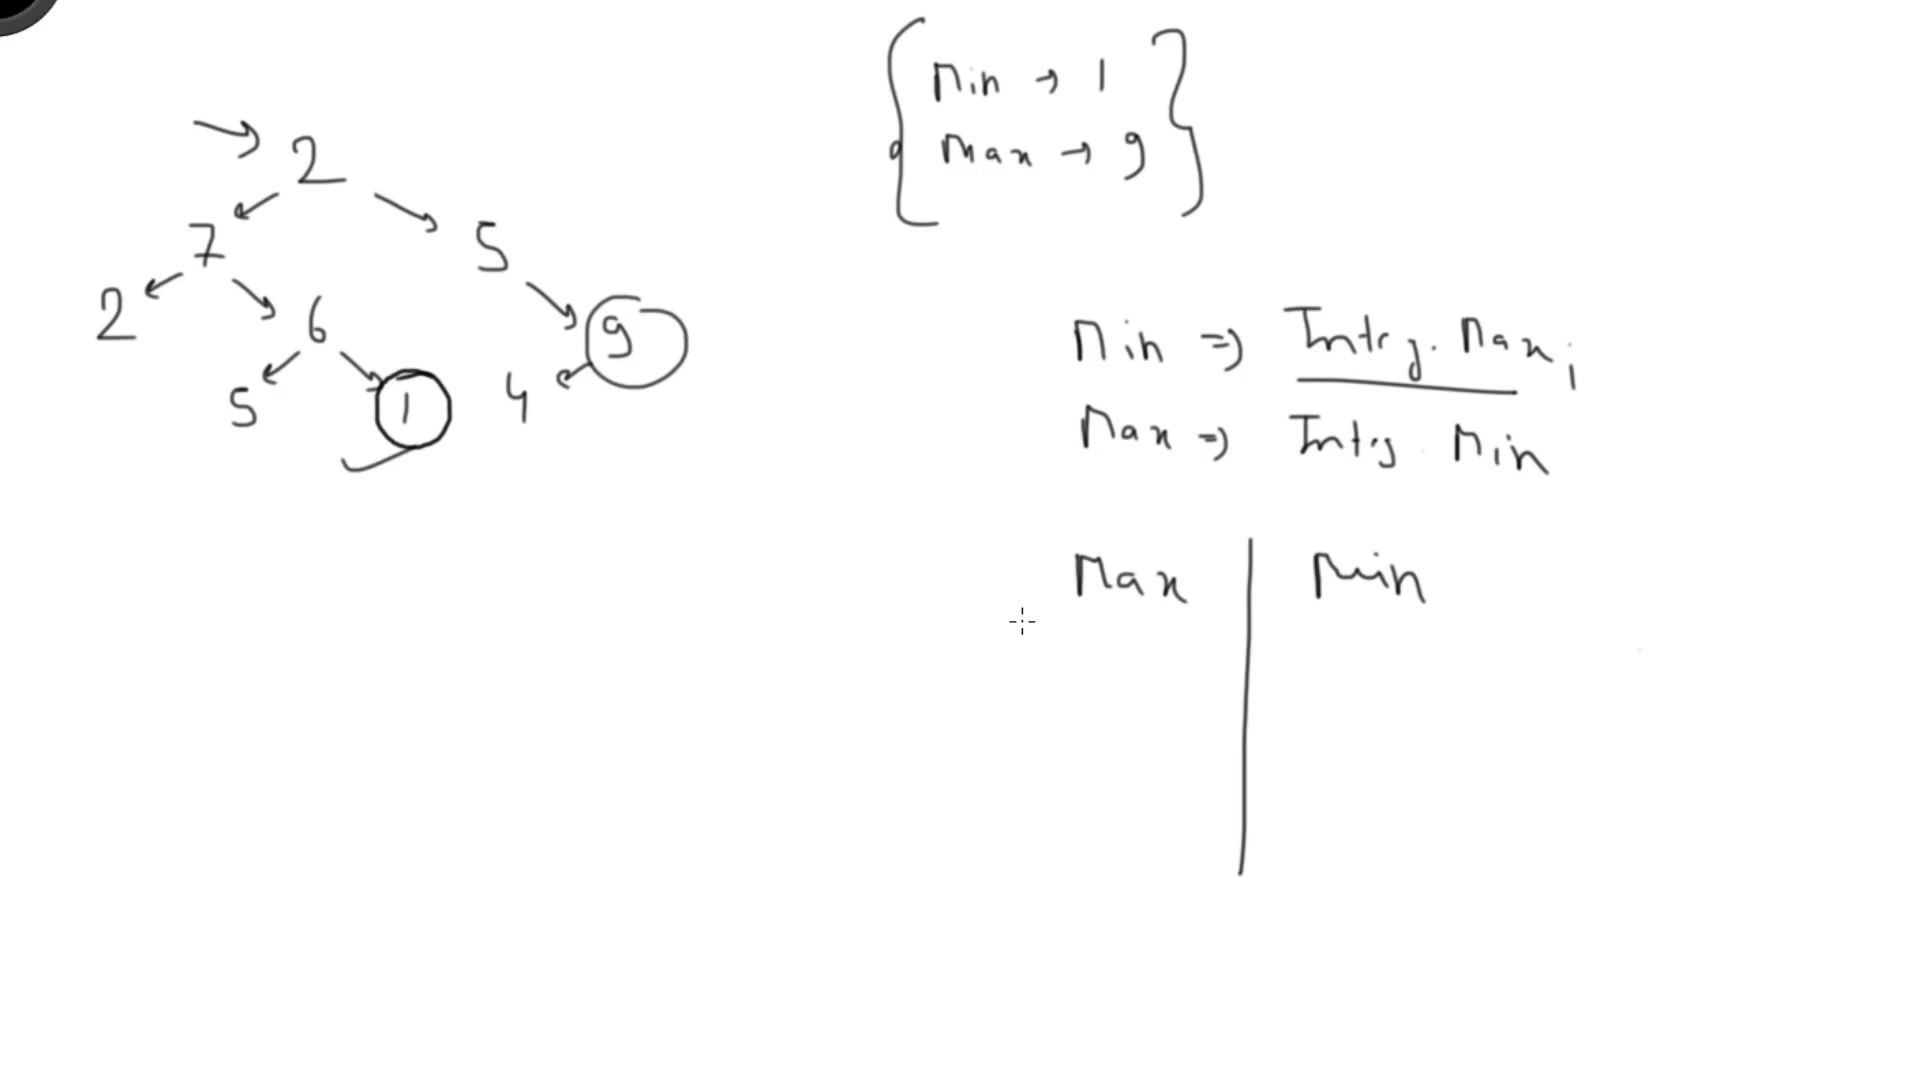 2
7 5
2 6 9
5 1 4
Min → 1
Max → 9
Min ⇒ Integ. Max;
Max ⇒ Integ. Min
Max | Min